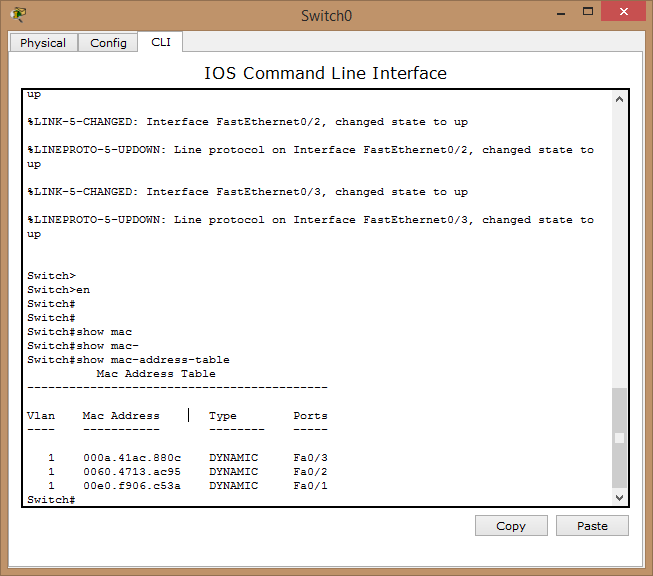 Switch0
Physical Config CLI
IOS Command Line Interface
up
%LINK-5-CHANGED: Interface FastEthernet0/2, changed state to up
%LINEPROTO-5-UPDOWN: Line protocol on Interface FastEthernet0/2, changed state to
up
%LINK-5-CHANGED: Interface FastEthernet0/3, changed state to up
%LINEPROTO-5-UPDOWN: Line protocol on Interface FastEthernet0/3, changed state to
up
Switch>
Switch>en
Switch#
Switch#
Switch#show mac
Switch#show mac-
Switch#show mac-address-table
Mac Address Table
-------------------------------------------
Vlan    Mac Address       Type        Ports
----    -----------       --------    -----
1    000a.41ac.880c    DYNAMIC     Fa0/3
1    0060.4713.ac95    DYNAMIC     Fa0/2
1    00e0.f906.c53a    DYNAMIC     Fa0/1
Switch#
Copy Paste